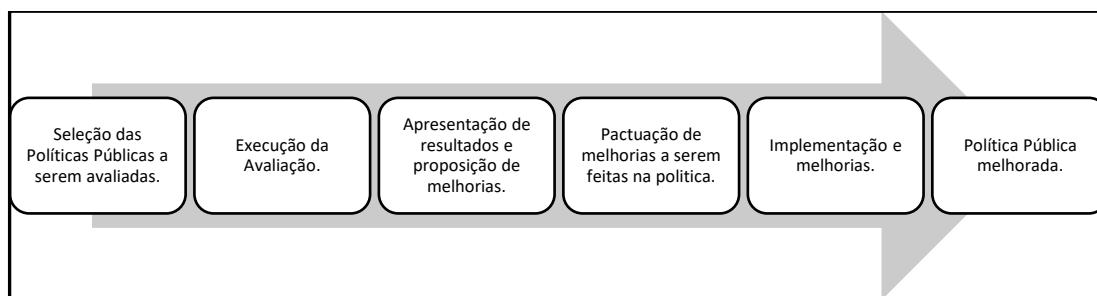 Seleção das
Políticas Públicas a
serem avaliadas.
Execução da
Avaliação.
Apresentação de
resultados e
proposição de
melhorias.
Pactuação de
melhorias a serem
feitas na politica.
Implementação e
melhorias.
Política Pública
melhorada.